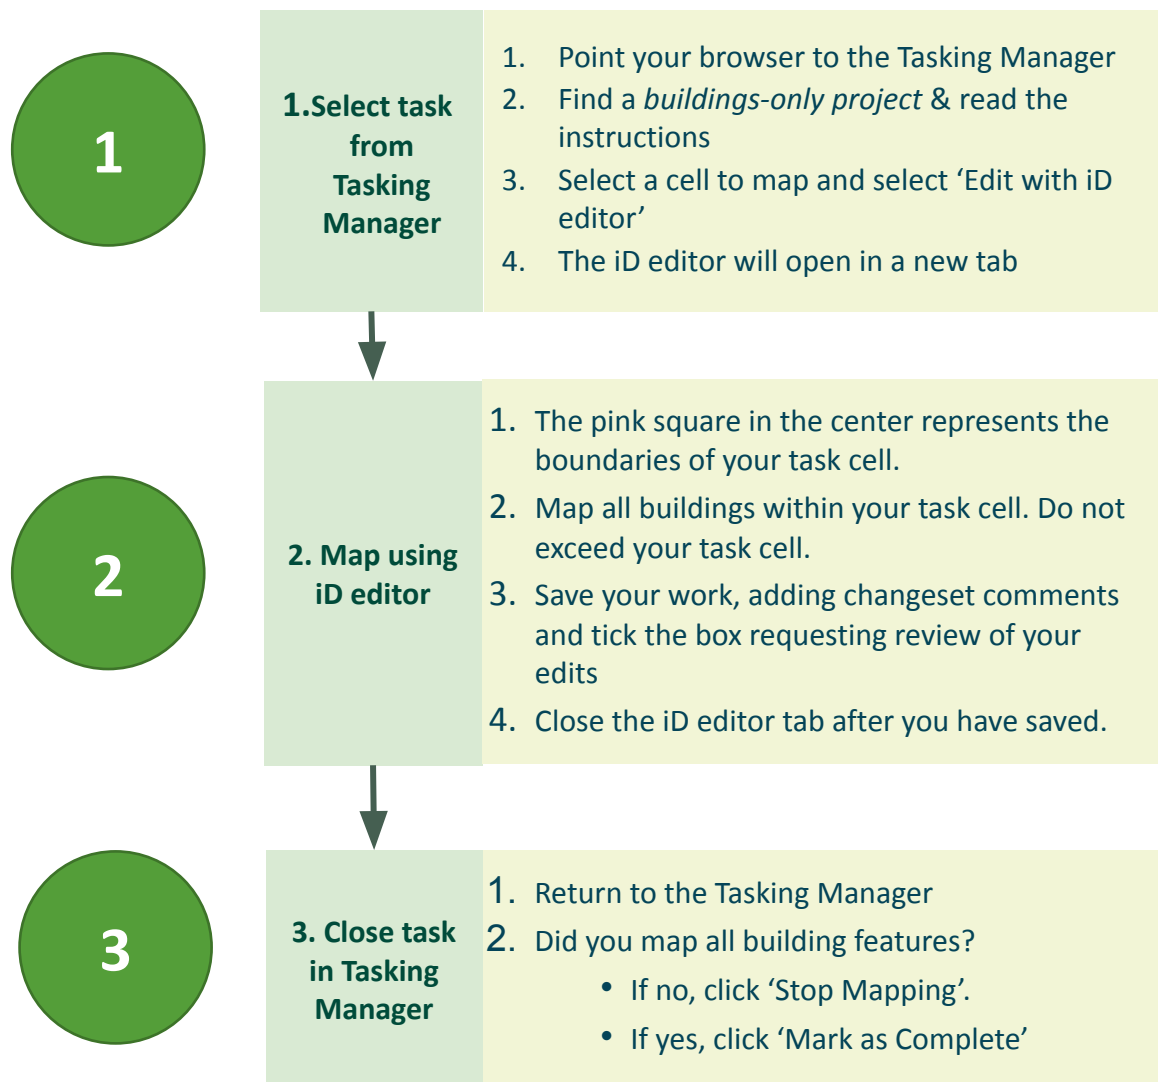 1
1.Select task
from
Tasking
Manager
1. Point your browser to the Tasking Manager
2. Find a buildings-only project & read the
instructions
3. Select a cell to map and select ‘Edit with iD
editor’
4. The iD editor will open in a new tab
2
2. Map using
iD editor
1. The pink square in the center represents the
boundaries of your task cell.
2. Map all buildings within your task cell. Do not
exceed your task cell.
3. Save your work, adding changeset comments
and tick the box requesting review of your
edits
4. Close the iD editor tab after you have saved.
3
3. Close task
in Tasking
Manager
1. Return to the Tasking Manager
2. Did you map all building features?
• If no, click ‘Stop Mapping’.
• If yes, click ‘Mark as Complete’